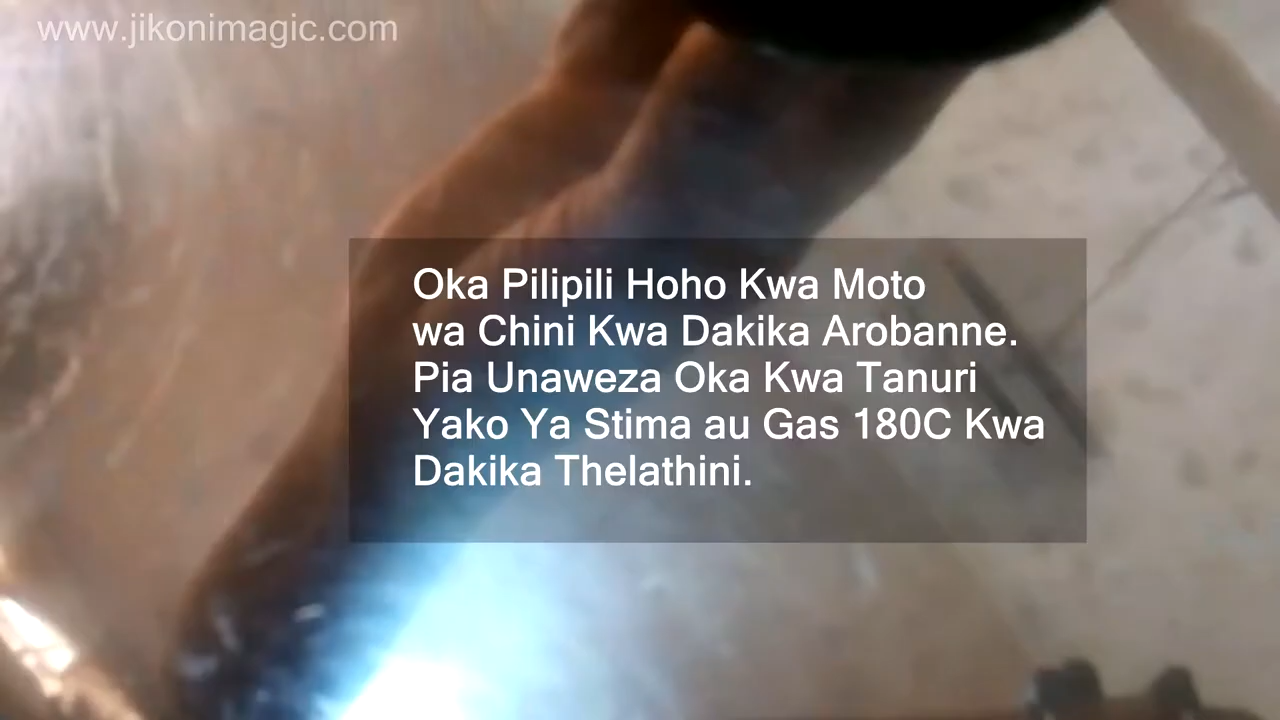 www.jikonimagic.com
Oka Pilipili Hoho Kwa Moto
wa Chini Kwa Dakika Arobanne.
Pia Unaweza Oka Kwa Tanuri
Yako Ya Stima au Gas 180C Kwa
Dakika Thelathini.